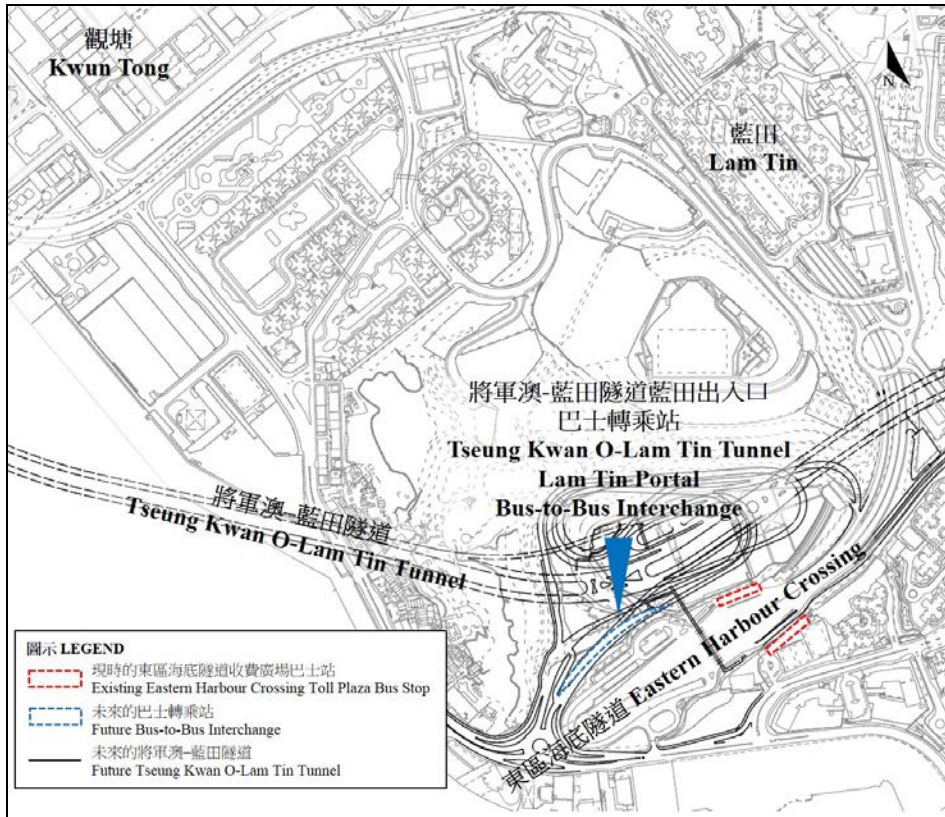 觀塘
Kwun Tong
N
藍田
Lam Tin
將軍澳-藍田隧道藍田出入口
巴士轉乘站
Tseung Kwan O-Lam Tin Tunnel
Lam Tin Portal
Bus-to-Bus Interchange
將軍澳-藍田隧道
Tseung Kwan O-Lam Tin Tunnel
東區海底隧道 Eastern Harbour Crossing
圖示 LEGEND
現時的東區海底隧道收費廣場巴士站
Existing Eastern Harbour Crossing Toll Plaza Bus Stop
未來的巴士轉乘站
Future Bus-to-Bus Interchange
未來的將軍澳–藍田隧道
Future Tseung Kwan O-Lam Tin Tunnel